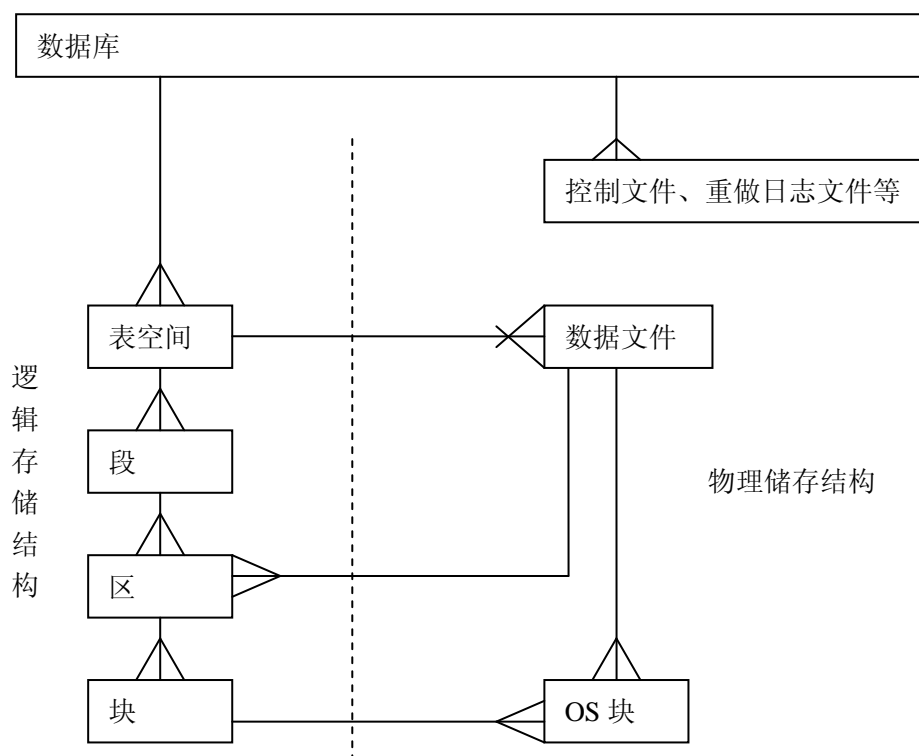 数据库
控制文件、重做日志文件等
表空间
数据文件
逻辑存储结构
段
物理储存结构
区
块
OS 块